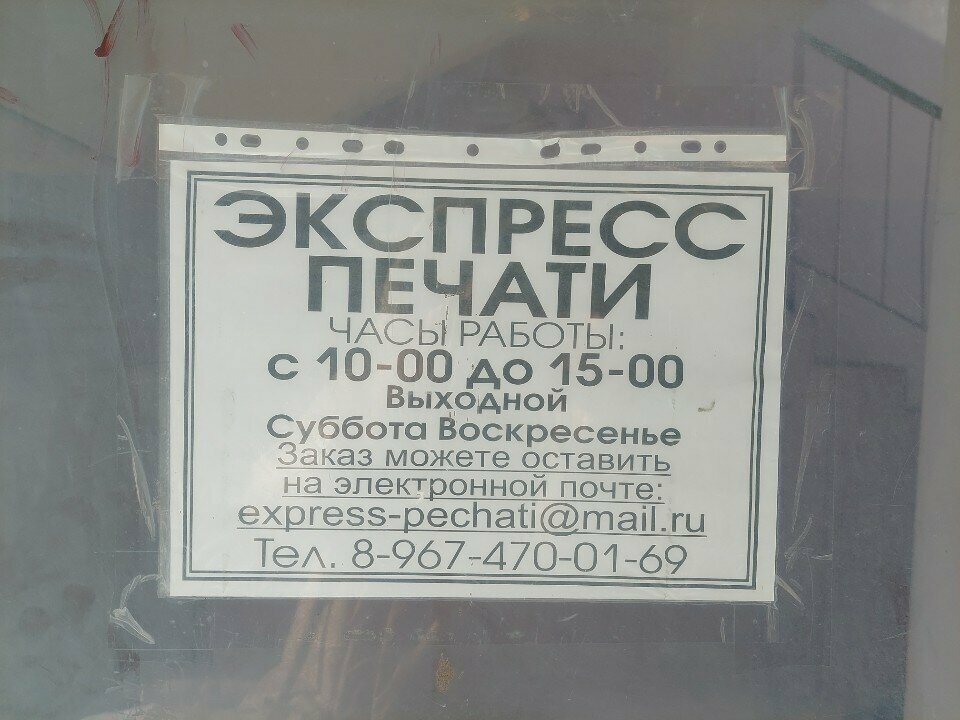 ЭКСПРЕСС
ПЕЧАТИ
ЧАСЫ РАБОТЫ:
с 10-00 до 15-00
Выходной
Суббота Воскресенье
Заказ можете оставить
на электронной почте:
express-pechati@mail.ru
Тел. 8-967-470-01-69